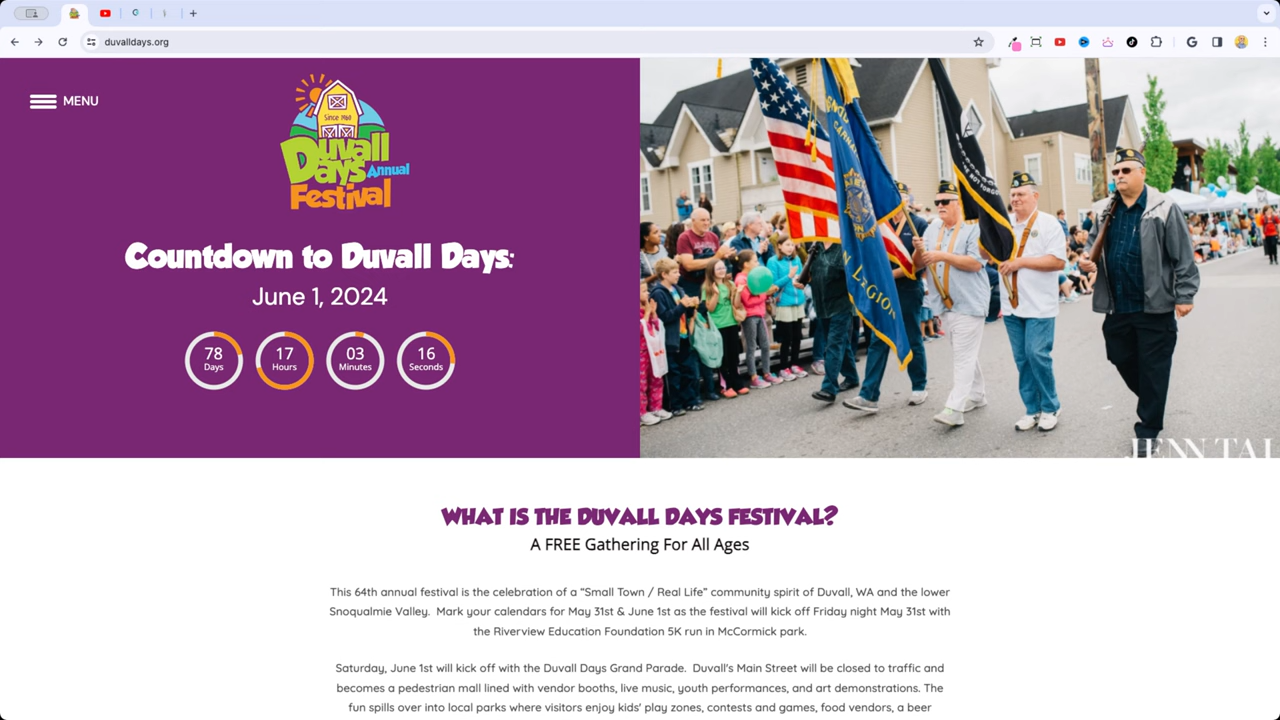 duvalldays.org
MENU
Since 1961
Duvall
Days Annual
Festival
Countdown to Duvall Days:
June 1, 2024
78
Days
17
Hours
03
Minutes
16
Seconds
LEGION
NOT FORGOT
JENN TAI
WHAT IS THE DUVALL DAYS FESTIVAL?
A FREE Gathering For All Ages
This 64th annual festival is the celebration of a “Small Town / Real Life” community spirit of Duvall, WA and the lower
Snoqualmie Valley. Mark your calendars for May 31st & June 1st as the festival will kick off Friday night May 31st with
the Riverview Education Foundation 5K run in McCormick park.
Saturday, June 1st will kick off with the Duvall Days Grand Parade. Duvall's Main Street will be closed to traffic and
becomes a pedestrian mall lined with vendor booths, live music, youth performances, and art demonstrations. The
fun spills over into local parks where visitors enjoy kids' play zones, contests and games, food vendors, a beer